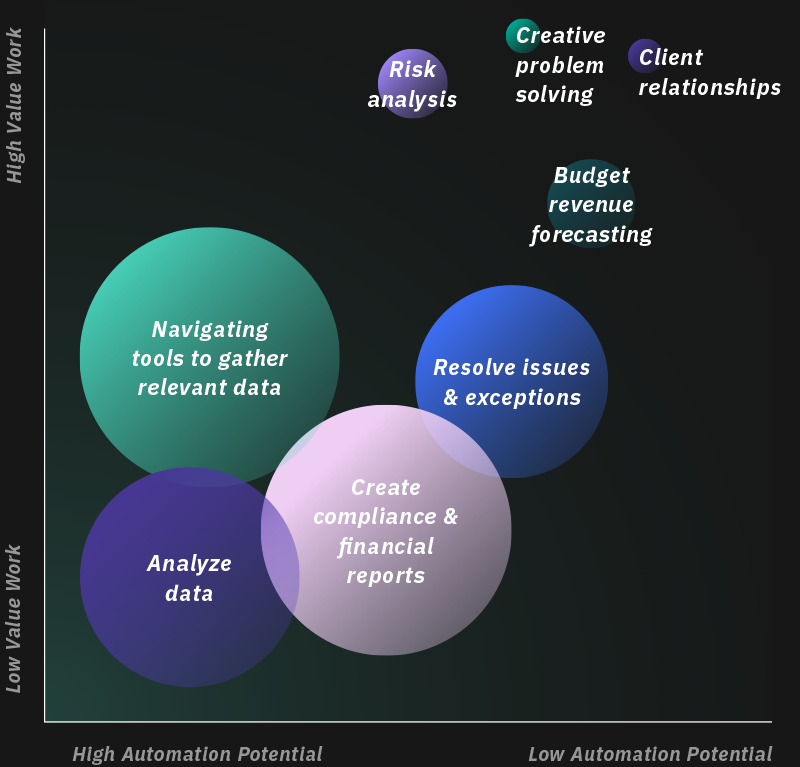 High Value Work
Low Value Work
Risk
analysis
Creative
problem
solving
Client
relationships
Budget
revenue
forecasting
Navigating
tools to gather
relevant data
Resolve issues
& exceptions
Create
compliance &
financial
reports
Analyze
data
High Automation Potential
Low Automation Potential